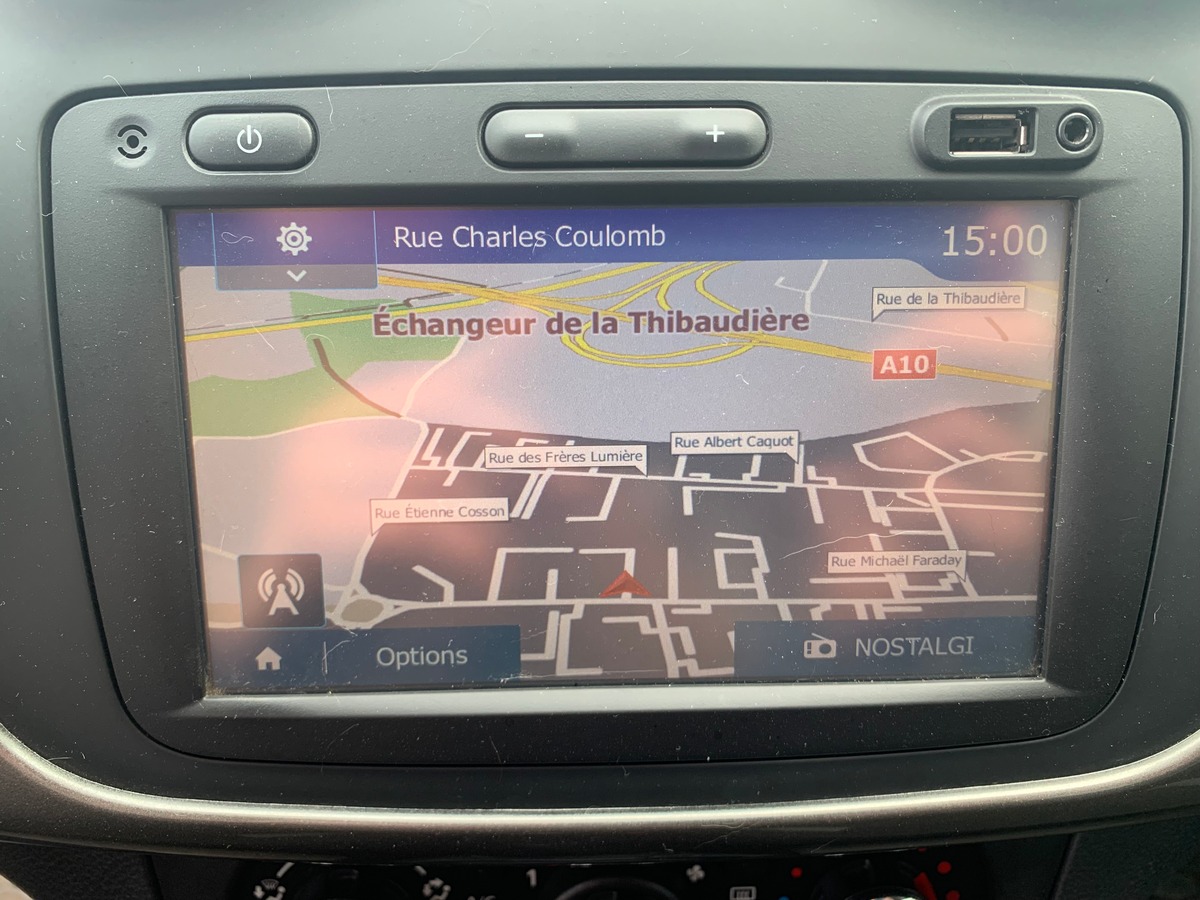 Rue Charles Coulomb
15:00
Rue de la Thibaudière
Échangeur de la Thibaudière
A10
Rue Albert Caquot
Rue des Frères Lumière
Rue Étienne Cosson
Rue Michaël Faraday
Options
NOSTALGI
1